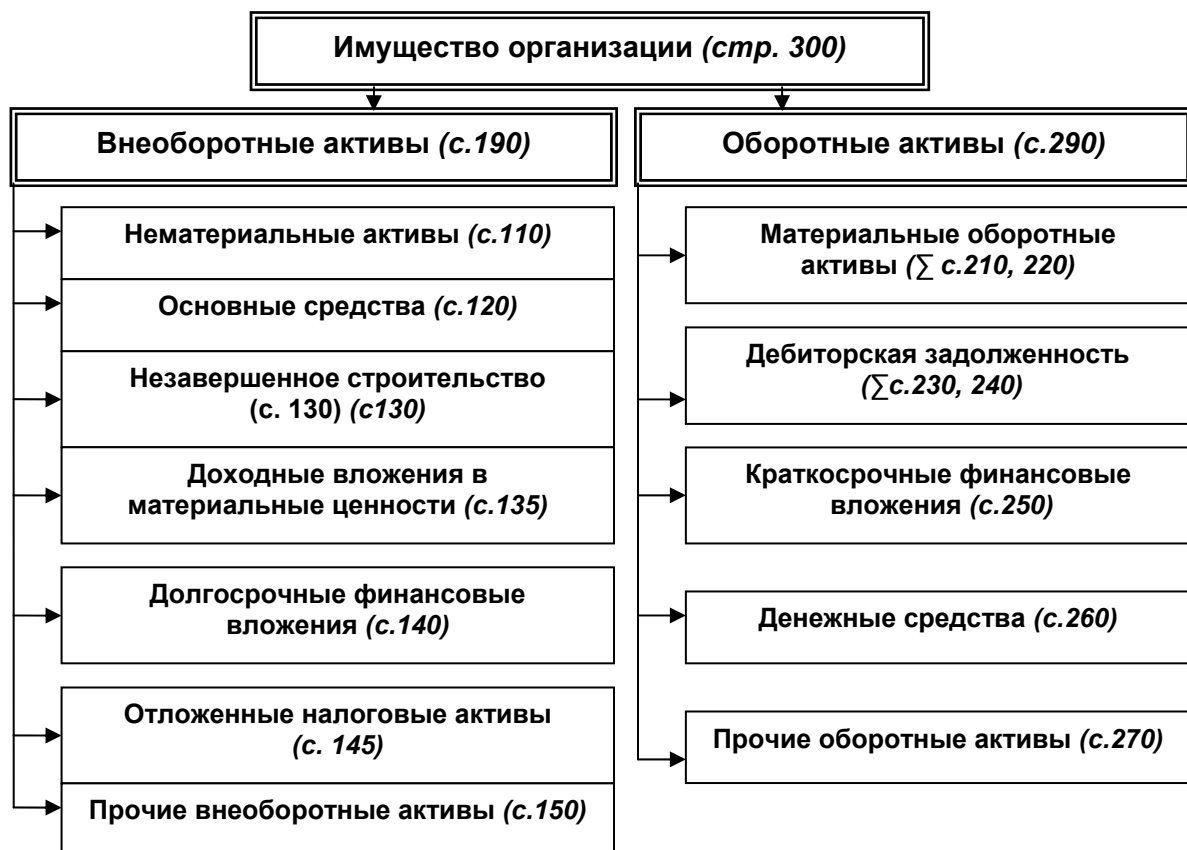 Имущество организации (стр. 300)
Внеоборотные активы (с.190)
Нематериальные активы (с.110)
Основные средства (с.120)
Незавершенное строительство
(с. 130) (с130)
Доходные вложения в
материальные ценности (с.135)
Долгосрочные финансовые
вложения (с.140)
Отложенные налоговые активы
(с. 145)
Прочие внеоборотные активы (с.150)
Оборотные активы (с.290)
Материальные оборотные
активы (∑ с.210, 220)
Дебиторская задолженность
(∑с.230, 240)
Краткосрочные финансовые
вложения (с.250)
Денежные средства (с.260)
Прочие оборотные активы (с.270)